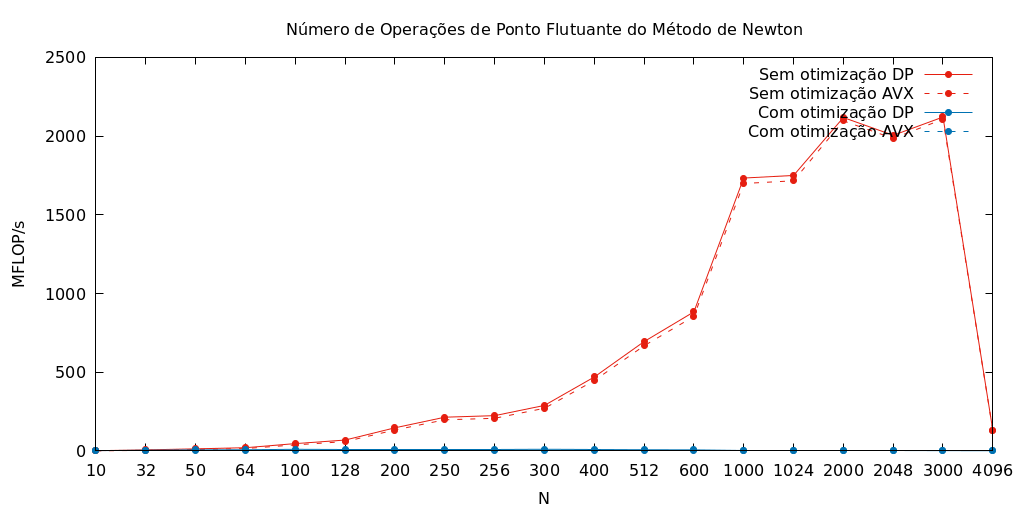 Número de Operações de Ponto Flutuante do Método de Newton
2500
2000
1500
1000
500
0
MFLOP/s
Sem otimização DP
Sem otimização AVX
Com otimização DP
Com otimização AVX
10 32 50 64 100 128 200 250 256 300 400 512 600 1000 1024 2000 2048 3000 4096
N